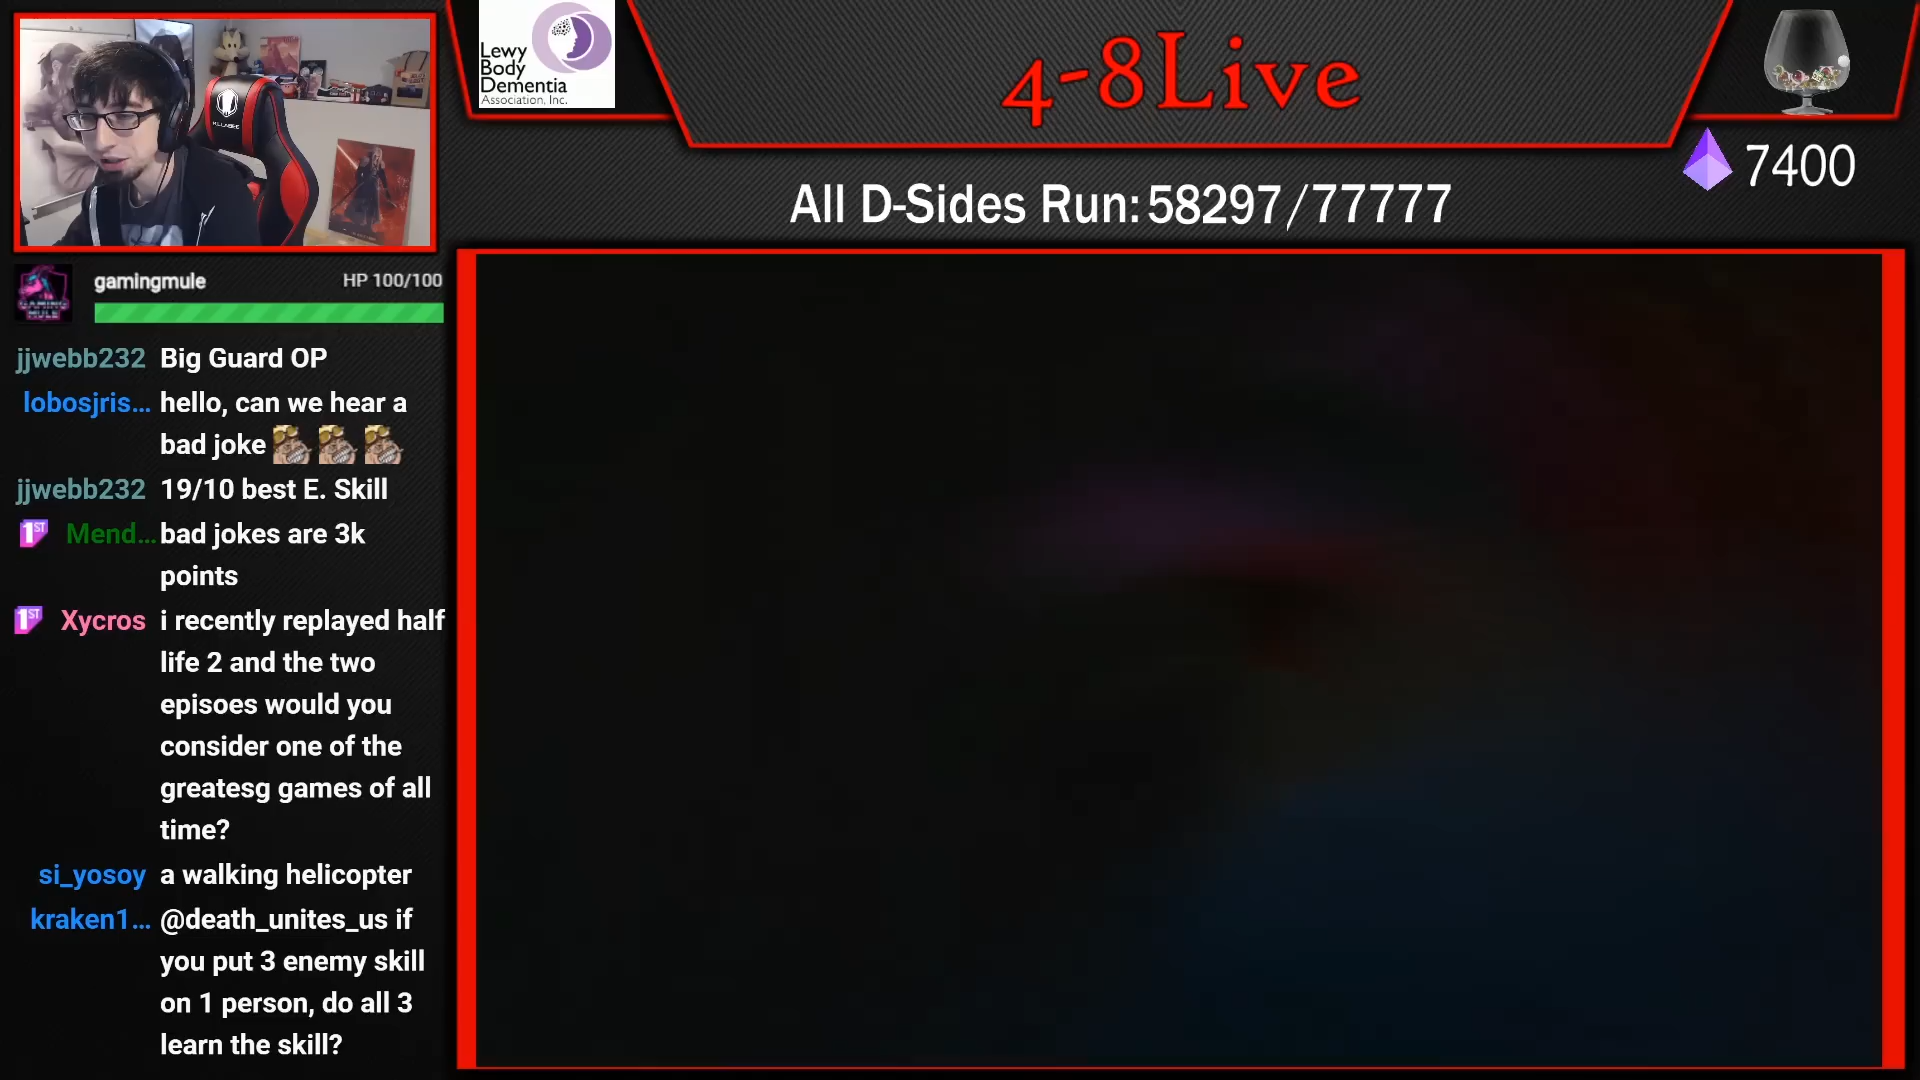 Lewy
Body
Dementia
Association, Inc.
4-8Live
7400
All D-Sides Run:58297/77777
gamingmule HP 100/100
jjwebb232 Big Guard OP
lobosjris... hello, can we hear a
bad joke
jjwebb232 19/10 best E. Skill
1ST Mend... bad jokes are 3k
points
1ST Xycros i recently replayed half
life 2 and the two
episoes would you
consider one of the
greatesg games of all
time?
si_yosoy a walking helicopter
kraken1... @death_unites_us if
you put 3 enemy skill
on 1 person, do all 3
learn the skill?